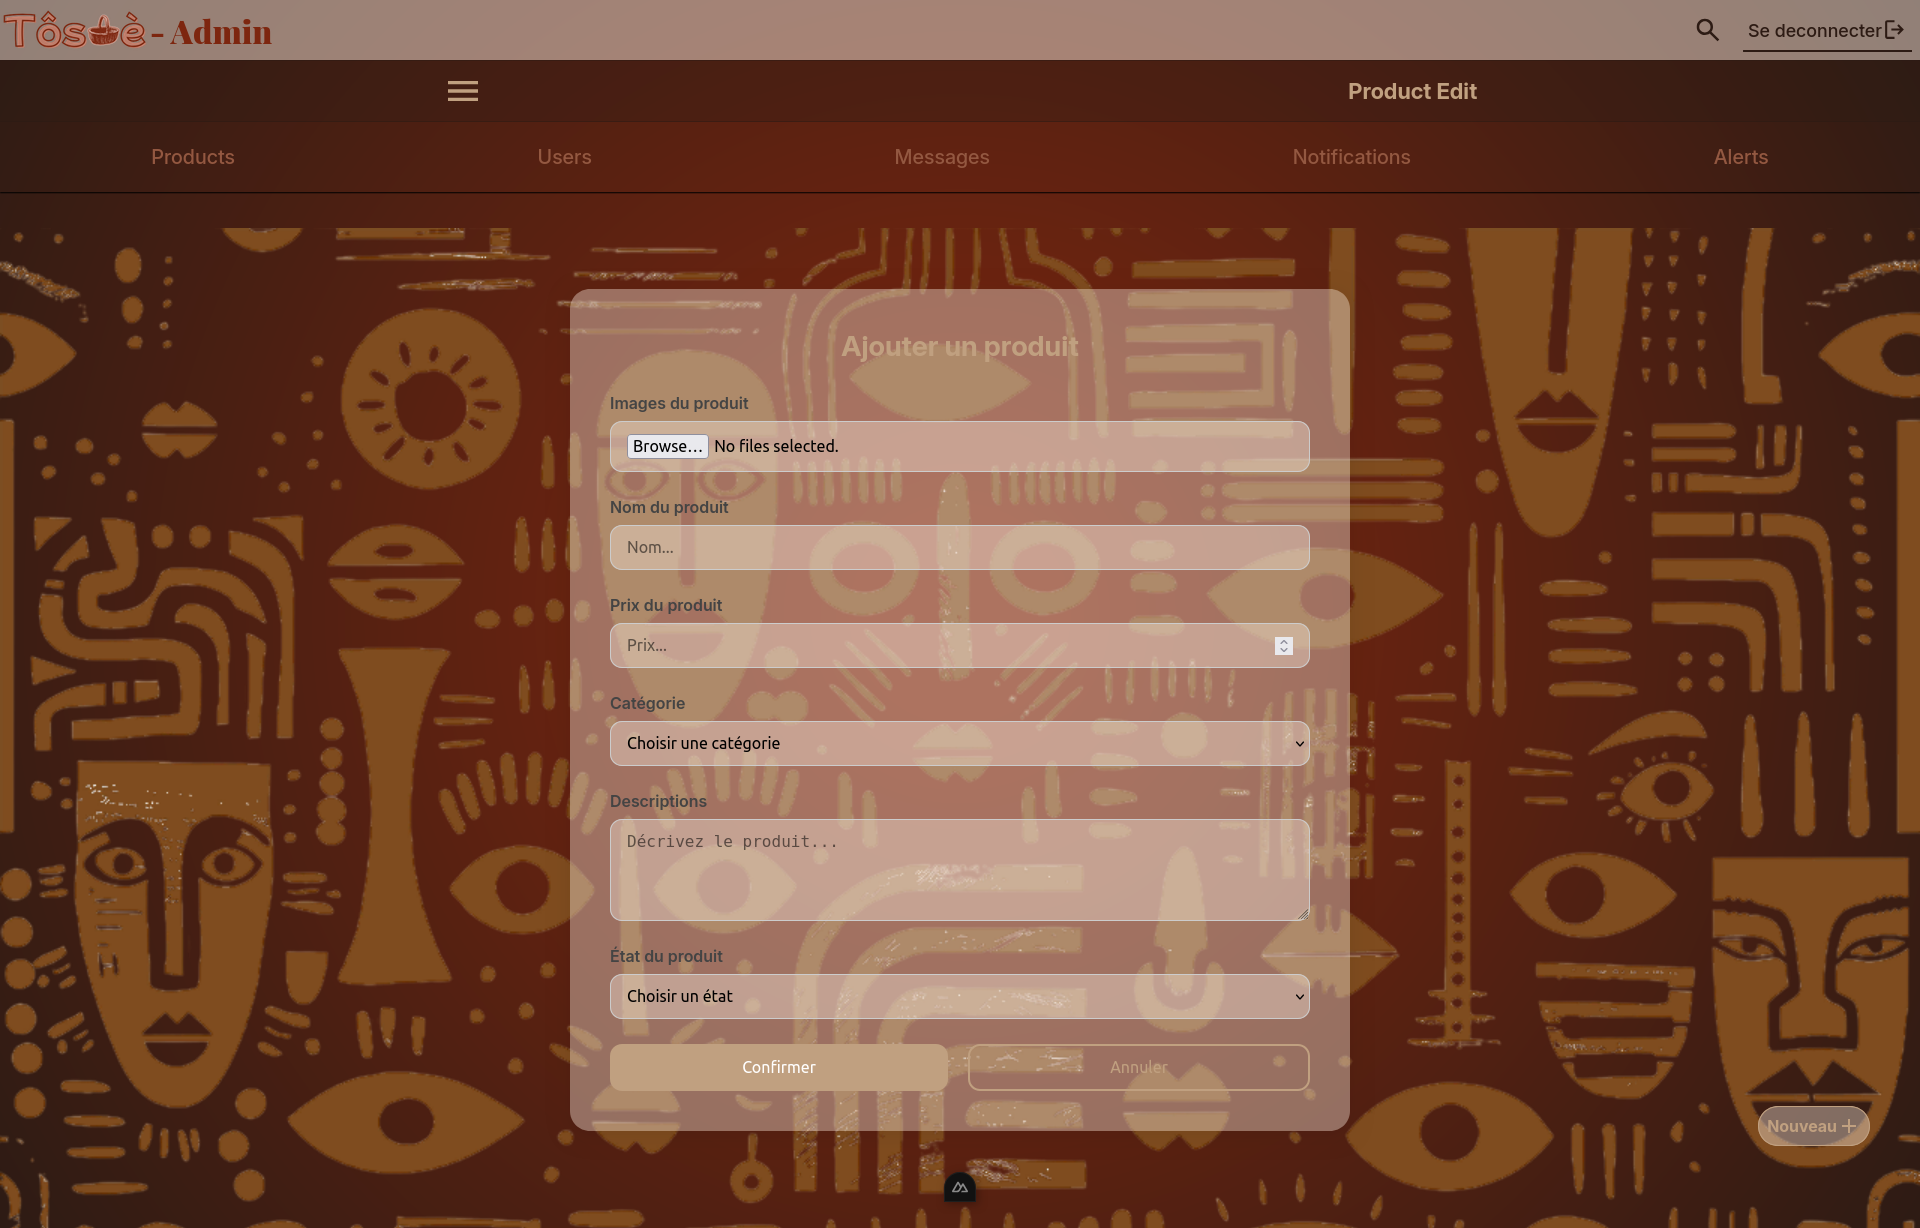 Tôsè - Admin
Se deconnecter
Product Edit
Products Users Messages Notifications Alerts
Ajouter un produit
Images du produit
Browse... No files selected.
Nom du produit
Nom...
Prix du produit
Prix...
Catégorie
Choisir une catégorie
Descriptions
Décrivez le produit...
État du produit
Choisir un état
Confirmer Annuler
Nouveau